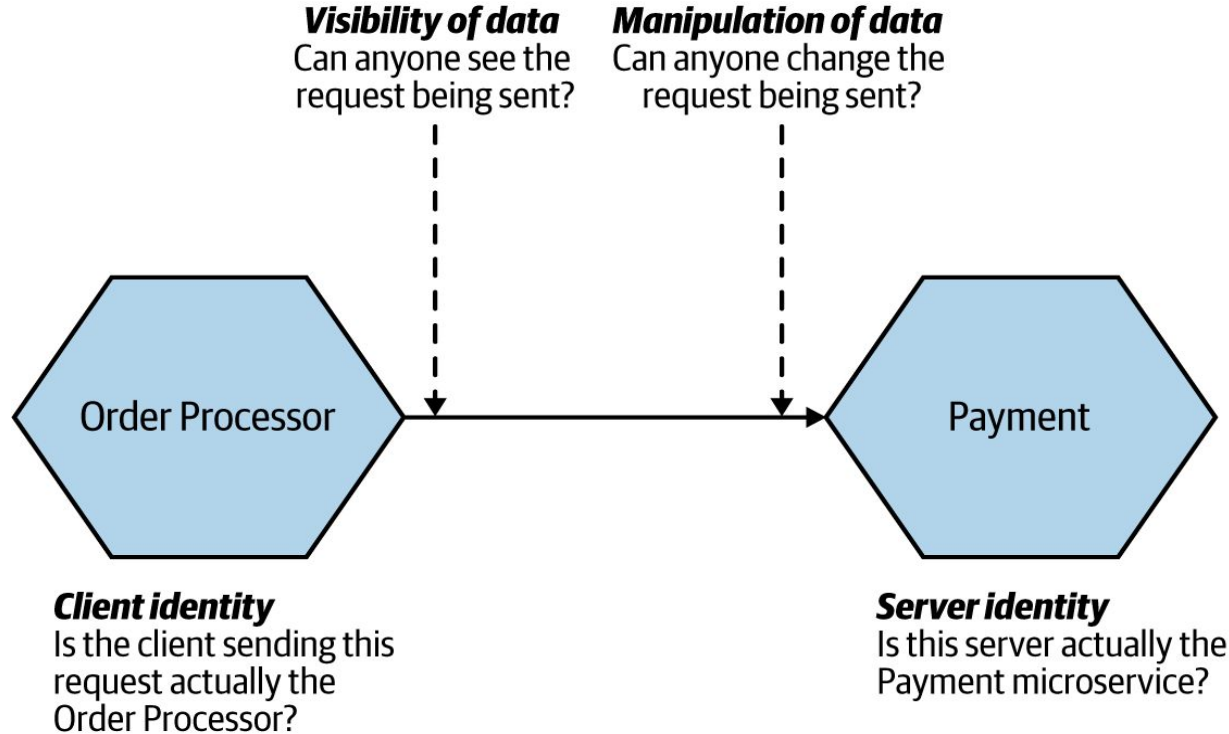 Visibility of data
Can anyone see the
request being sent?
Manipulation of data
Can anyone change the
request being sent?
Order Processor
Payment
Client identity
Is the client sending this
request actually the
Order Processor?
Server identity
Is this server actually the
Payment microservice?